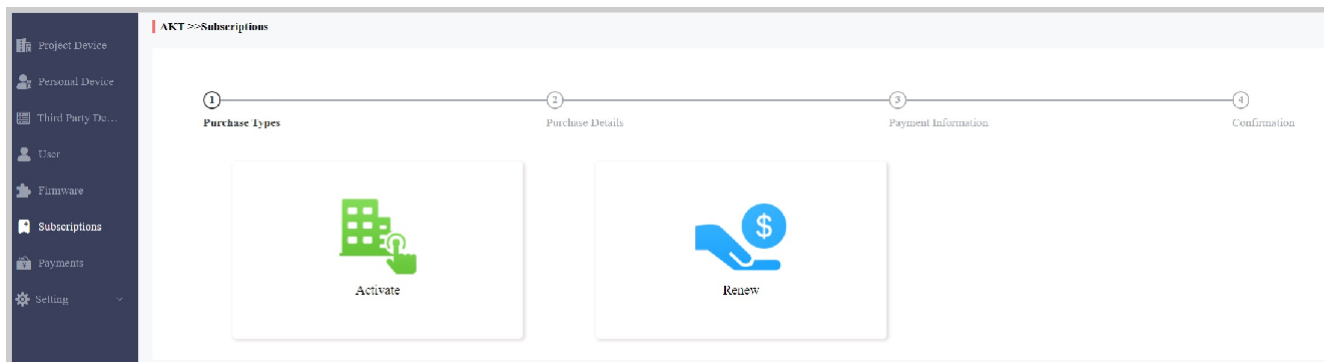 AKT >>Subscriptions
Project Device
Personal Device
Third Party De...
User
Firmware
Subscriptions
Payments
Setting
1
Purchase Types
2
Purchase Details
3
Payment Information
4
Confirmation
$
Activate
Renew